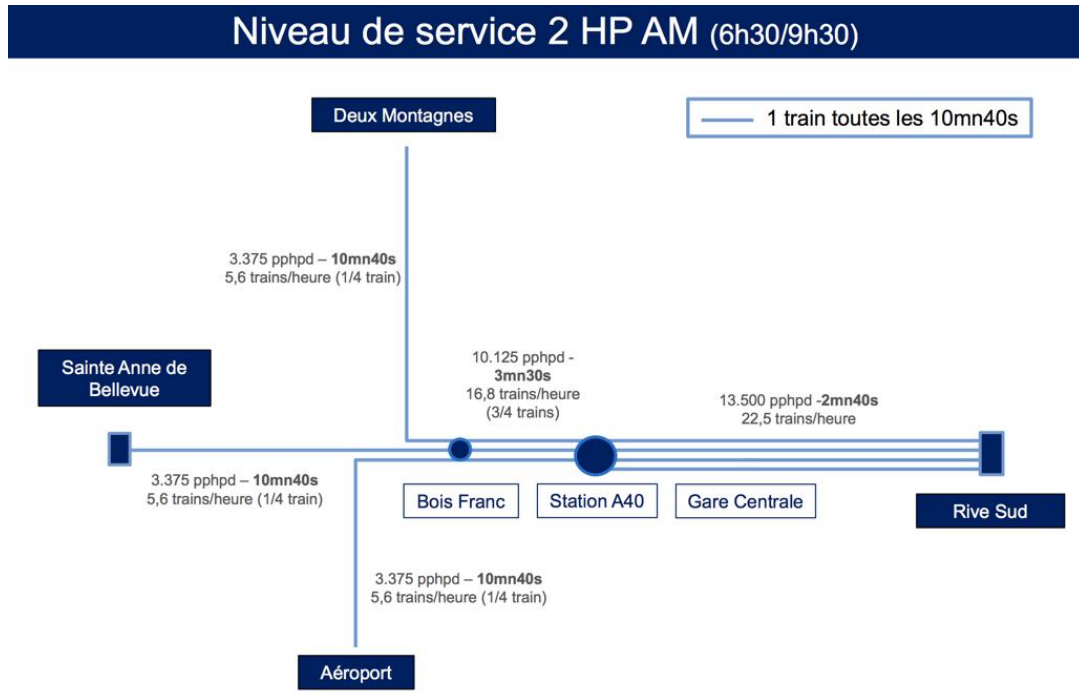 Niveau de service 2 HP AM (6h30/9h30)
Deux Montagnes
1 train toutes les 10mn40s
3.375 pphpd – 10mn40s
5,6 trains/heure (1/4 train)
Sainte Anne de
Bellevue
10.125 pphpd -
3mn30s
16,8 trains/heure
(3/4 trains)
13.500 pphpd -2mn40s
22,5 trains/heure
3.375 pphpd – 10mn40s
5,6 trains/heure (1/4 train)
Bois Franc
Station A40
Gare Centrale
Rive Sud
3.375 pphpd – 10mn40s
5,6 trains/heure (1/4 train)
Aéroport